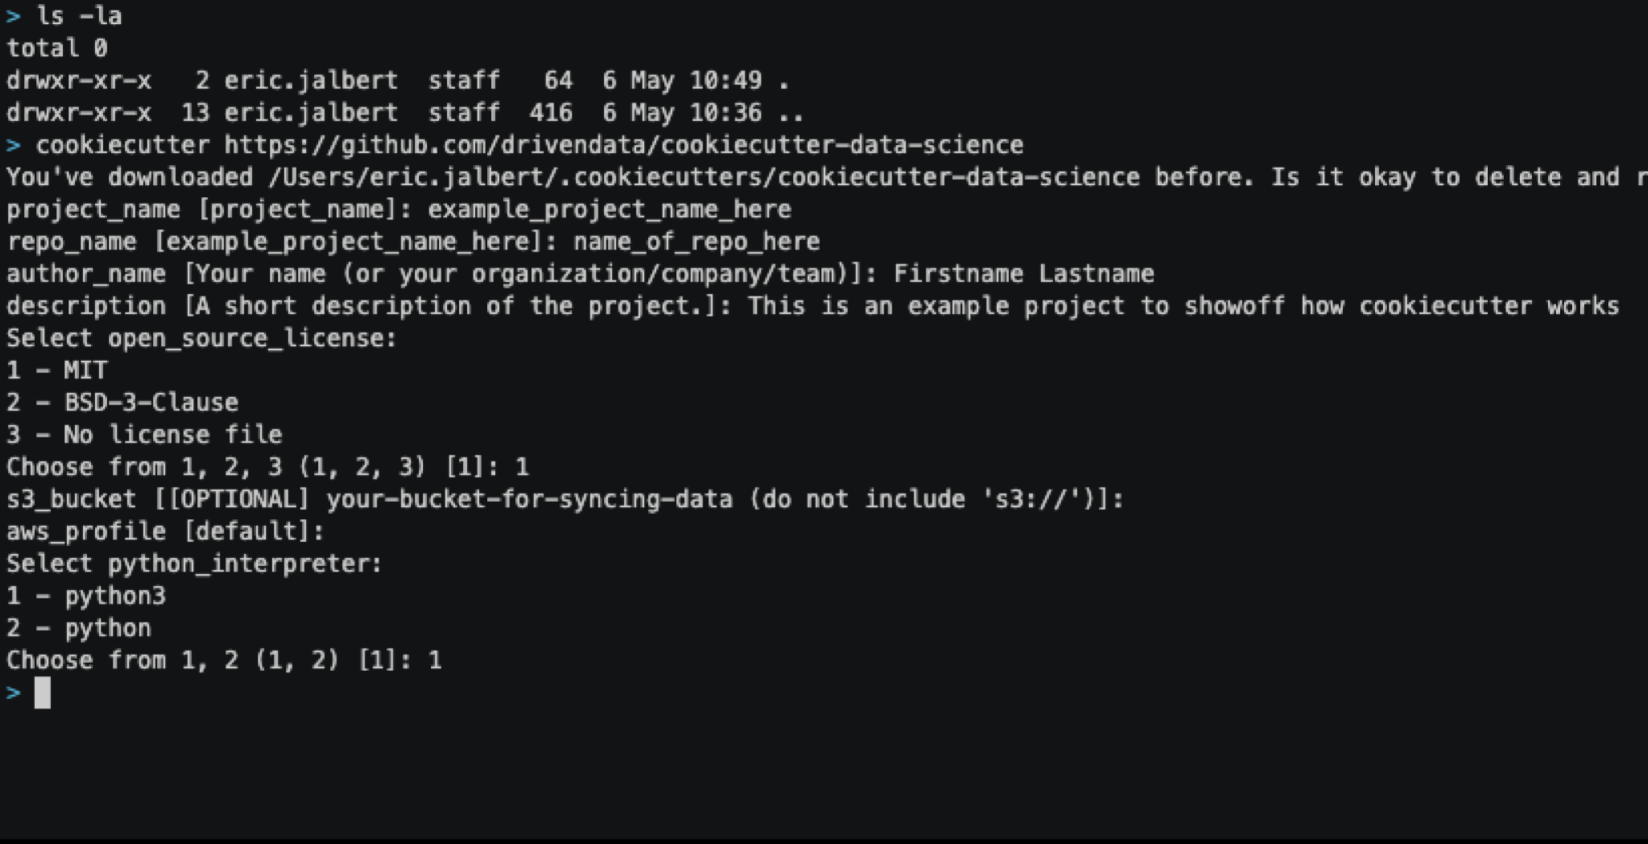 > ls -la
total 0
drwxr-xr-x   2 eric.jalbert  staff   64  6 May 10:49 .
drwxr-xr-x  13 eric.jalbert  staff  416  6 May 10:36 ..
> cookiecutter https://github.com/drivendata/cookiecutter-data-science
You've downloaded /Users/eric.jalbert/.cookiecutters/cookiecutter-data-science before. Is it okay to delete and
project_name [project_name]: example_project_name_here
repo_name [example_project_name_here]: name_of_repo_here
author_name [Your name (or your organization/company/team)]: Firstname Lastname
description [A short description of the project.]: This is an example project to showoff how cookiecutter works
Select open_source_license:
1 - MIT
2 - BSD-3-Clause
3 - No license file
Choose from 1, 2, 3 (1, 2, 3) [1]: 1
s3_bucket [[OPTIONAL] your-bucket-for-syncing-data (do not include 's3://')]:
aws_profile [default]:
Select python_interpreter:
1 - python3
2 - python
Choose from 1, 2 (1, 2) [1]: 1
>